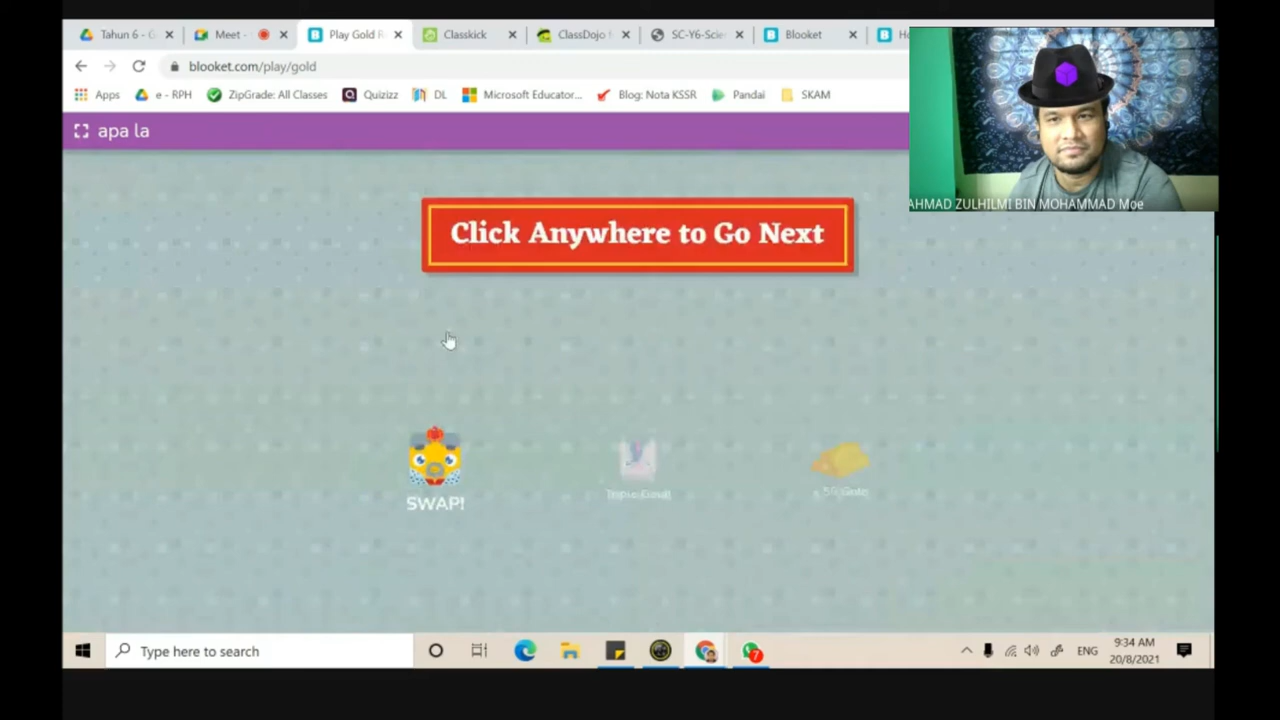 Tahun 6 - G
Meet -
Play Gold R
Classkick
ClassDojo f
SC-Y6-Scie
Blooket
blooket.com/play/gold
Apps
e - RPH
ZipGrade: All Classes
Quizizz
DL
Microsoft Educator...
Blog: Nota KSSR
Pandai
SKAM
apa la
AHMAD ZULHILMI BIN MOHAMMAD Moe
Click Anywhere to Go Next
SWAP!
Type here to search
7
ENG
9:34 AM
20/8/2021